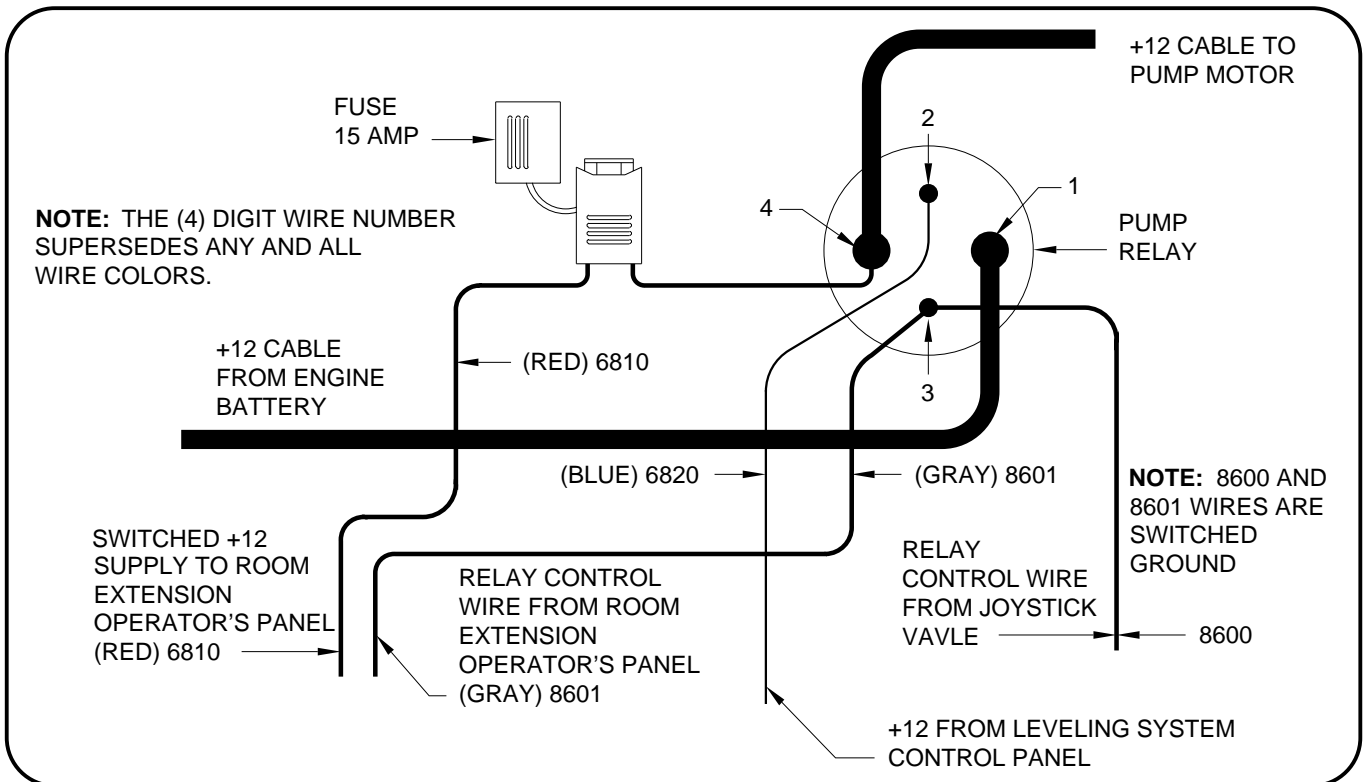 +12 CABLE TO
PUMP MOTOR
FUSE
15 AMP
2
1
4
NOTE: THE (4) DIGIT WIRE NUMBER
SUPERSEDES ANY AND ALL
WIRE COLORS.
PUMP
RELAY
+12 CABLE
FROM ENGINE
BATTERY
(RED) 6810
3
(BLUE) 6820
(GRAY) 8601
NOTE: 8600 AND
8601 WIRES ARE
SWITCHED
GROUND
SWITCHED +12
SUPPLY TO ROOM
EXTENSION
OPERATOR'S PANEL
(RED) 6810
RELAY CONTROL
WIRE FROM ROOM
EXTENSION
OPERATOR'S PANEL
(GRAY) 8601
RELAY
CONTROL WIRE
FROM JOYSTICK
VAVLE
8600
+12 FROM LEVELING SYSTEM
CONTROL PANEL